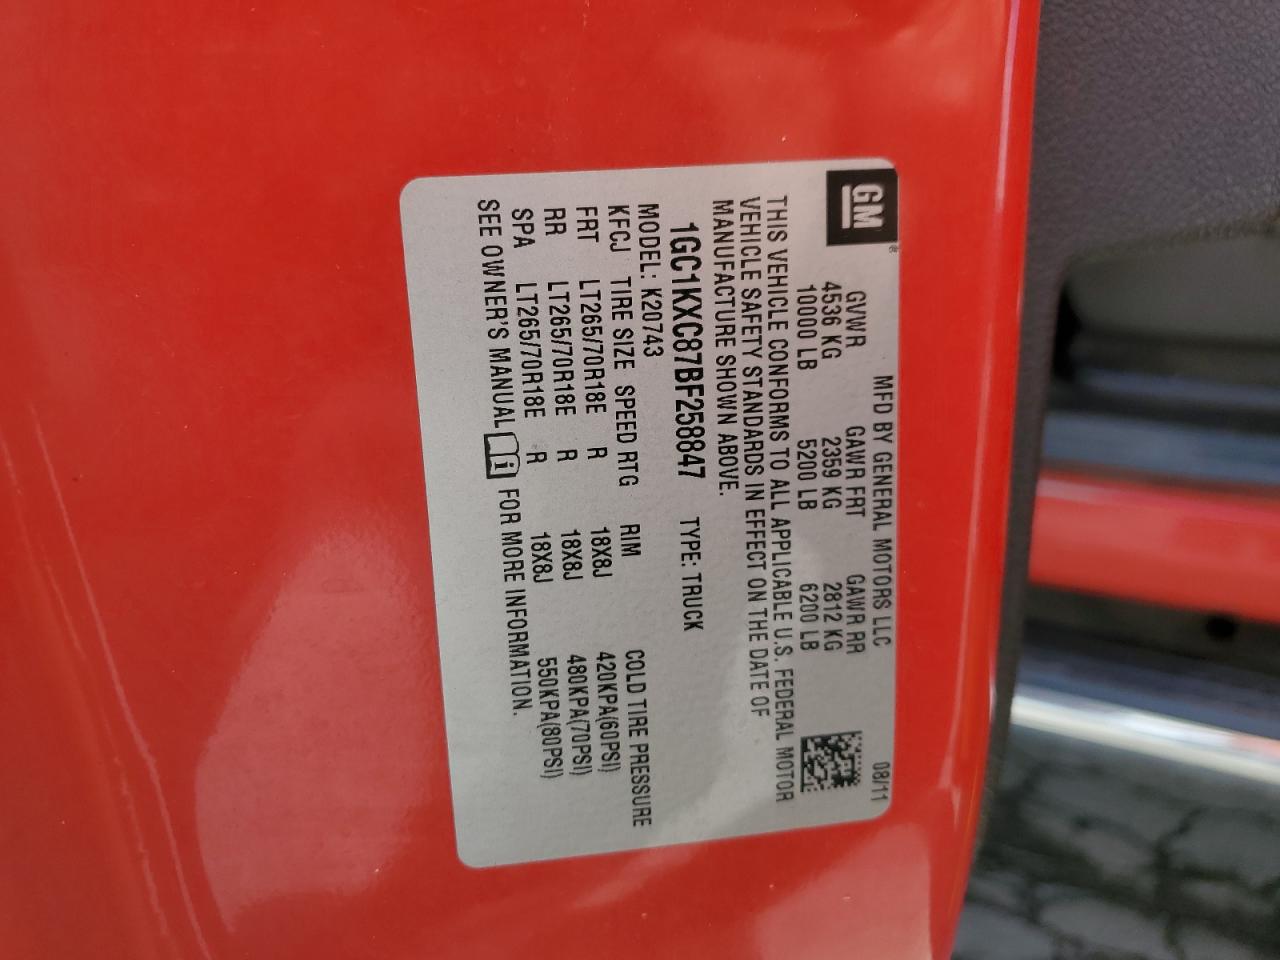 GM
MFD BY GENERAL MOTORS LLC 08/11
GVWR GAWR FRT GAWR RR
4536 KG 2359 KG 2812 KG
10000 LB 5200 LB 6200 LB
THIS VEHICLE CONFORMS TO ALL APPLICABLE U.S. FEDERAL MOTOR
VEHICLE SAFETY STANDARDS IN EFFECT ON THE DATE OF
MANUFACTURE SHOWN ABOVE.
1GC1KXC87BF258847 TYPE: TRUCK
MODEL: K20743
KFCJ TIRE SIZE SPEED RTG RIM COLD TIRE PRESSURE
FRT LT265/70R18E R 18X8J 420KPA(60PSI)
RR LT265/70R18E R 18X8J 480KPA(70PSI)
SPA LT265/70R18E R 18X8J 550KPA(80PSI)
SEE OWNER'S MANUAL i FOR MORE INFORMATION.